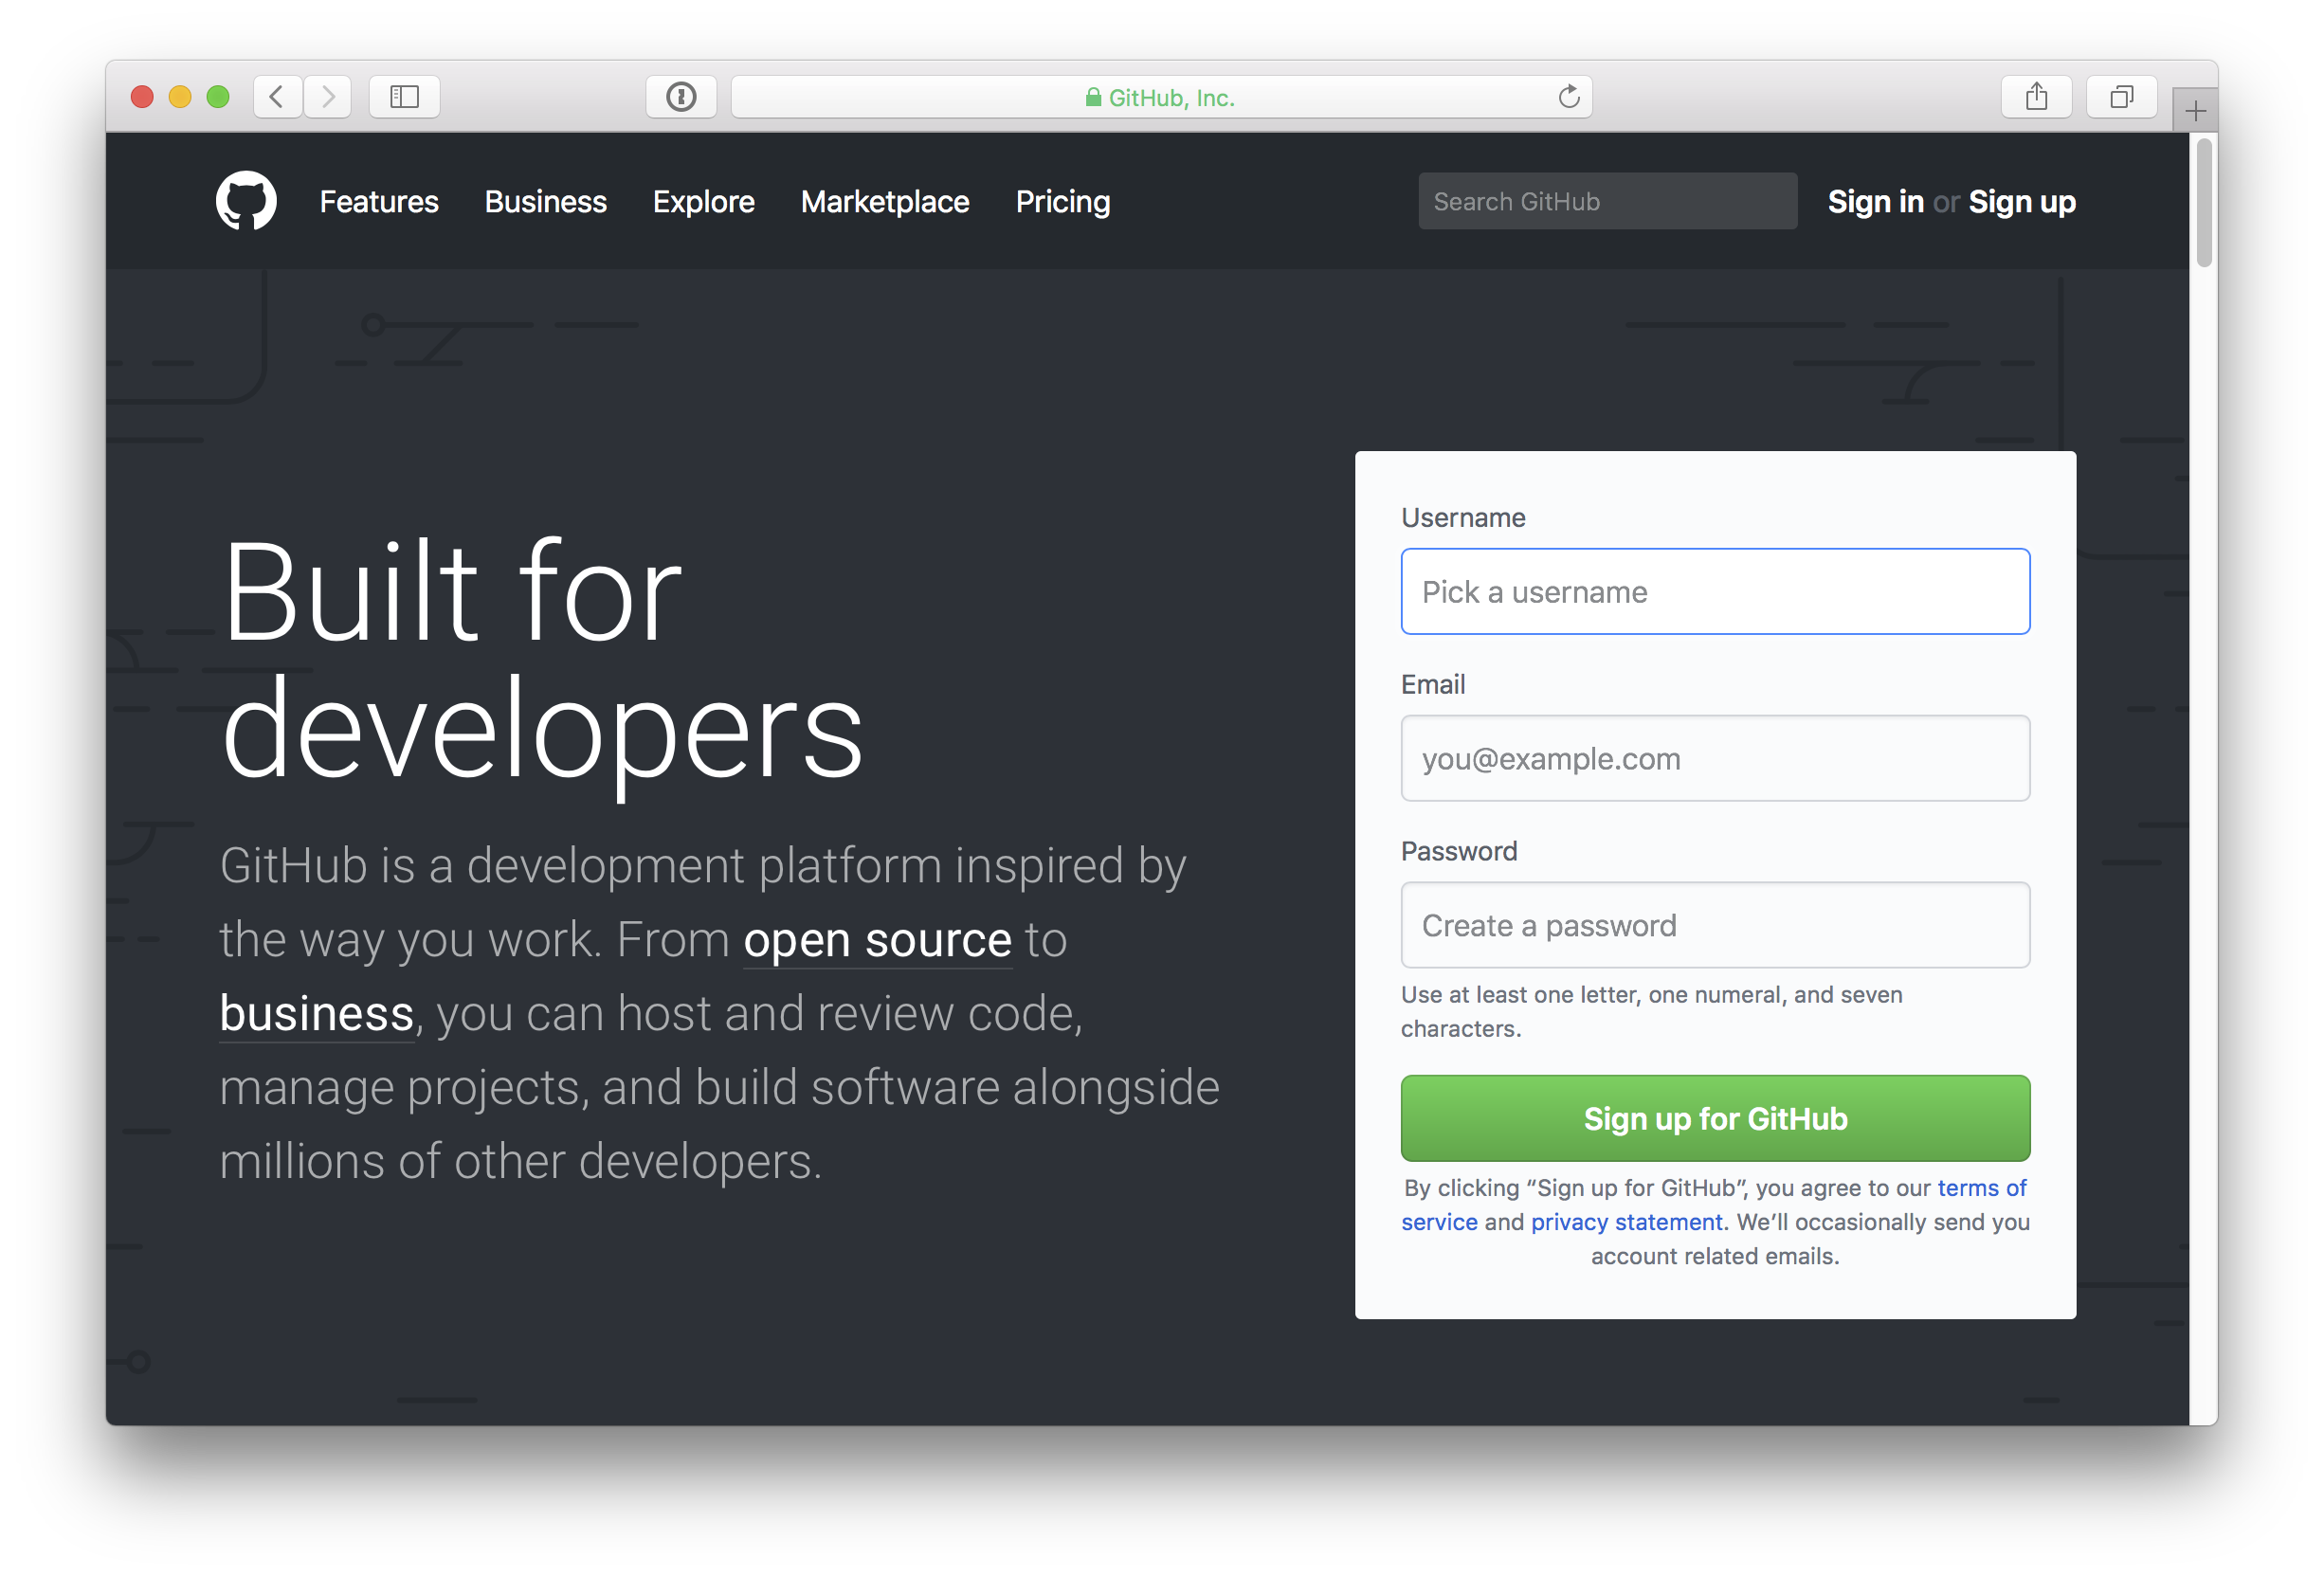 GitHub, Inc.
Features Business Explore Marketplace Pricing Search GitHub Sign in or Sign up
Built for
developers
GitHub is a development platform inspired by
the way you work. From open source to
business, you can host and review code,
manage projects, and build software alongside
millions of other developers.
Username
Pick a username
Email
you@example.com
Password
Create a password
Use at least one letter, one numeral, and seven
characters.
Sign up for GitHub
By clicking “Sign up for GitHub”, you agree to our terms of
service and privacy statement. We’ll occasionally send you
account related emails.